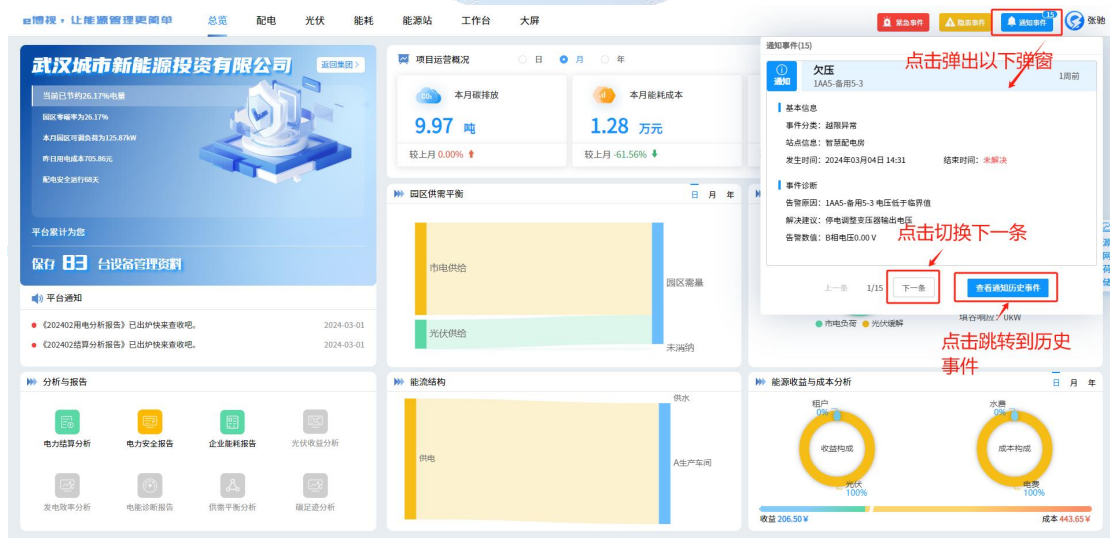 e博视·让能源管理更简单
总览
配电
光伏
能耗
能源站
工作台
大屏
紧急事件
隐患事件
通知事件
15
张驰
武汉城市新能源投资有限公司
返回集团 >
当前已节约26.17%电量
园区零碳率为26.17%
本月园区可调负荷为125.87kW
昨日用电成本705.86元
配电安全运行68天
平台累计为您
保存 83 台设备管理资料
平台通知
《202402用电分析报告》已出炉快来查收吧。 2024-03-01
《202402结算分析报告》已出炉快来查收吧。 2024-03-01
分析与报告
电力结算分析
电力安全报告
企业能耗报告
光伏收益分析
发电效率分析
电能诊断报告
供需平衡分析
碳足迹分析
项目运营概况
日 月 年
CO₂
本月碳排放
9.97 吨
较上月 0.00%
本月能耗成本
1.28 万元
较上月 -61.56%
园区供需平衡
日 月 年
市电供给
园区需量
光伏供给
未消纳
能流结构
供水
供电
A生产车间
通知事件(15)
点击弹出以下弹窗
通知
欠压
1AA5-备用5-3
1周前
基本信息
事件分类：越限异常
站点信息：智慧配电房
发生时间：2024年03月04日 14:31 结束时间：未解决
事件诊断
告警原因：1AA5-备用5-3 电压低于临界值
解决建议：停电调整变压器输出电压
告警数值：B相电压0.00 V
点击切换下一条
上一条 1/15 下一条
查看通知历史事件
市电负荷 光伏缓解
填谷响应：0kW
点击跳转到历史
事件
能源收益与成本分析
日 月 年
租户
0%
收益构成
光伏
100%
水费
0%
成本构成
电费
100%
收益 206.50 ¥
成本 443.65 ¥